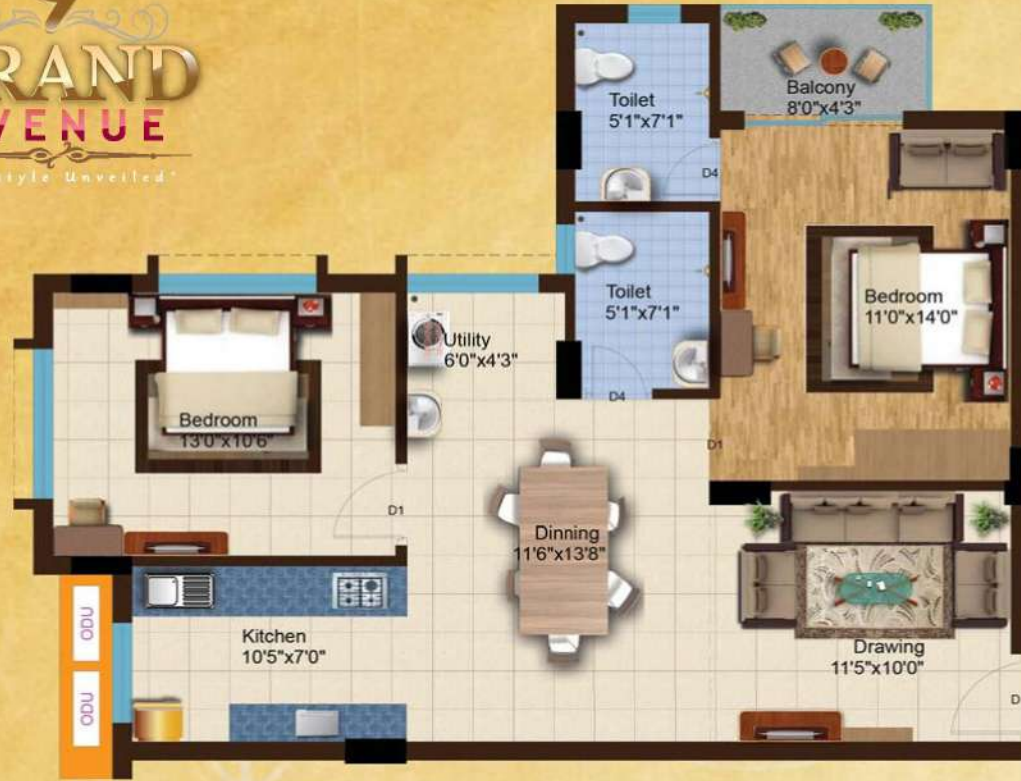 RAND
VENUE
style Unveiled"
Toilet
5'1"x7'1"
D4
Balcony
8'0"x4'3"
Toilet
5'1"x7'1"
D4
Bedroom
11'0"x14'0"
D1
Utility
6'0"x4'3"
Bedroom
13'0"x10'6"
D1
Dinning
11'6"x13'8"
Kitchen
10'5"x7'0"
Drawing
11'5"x10'0"
D
ODU
ODU